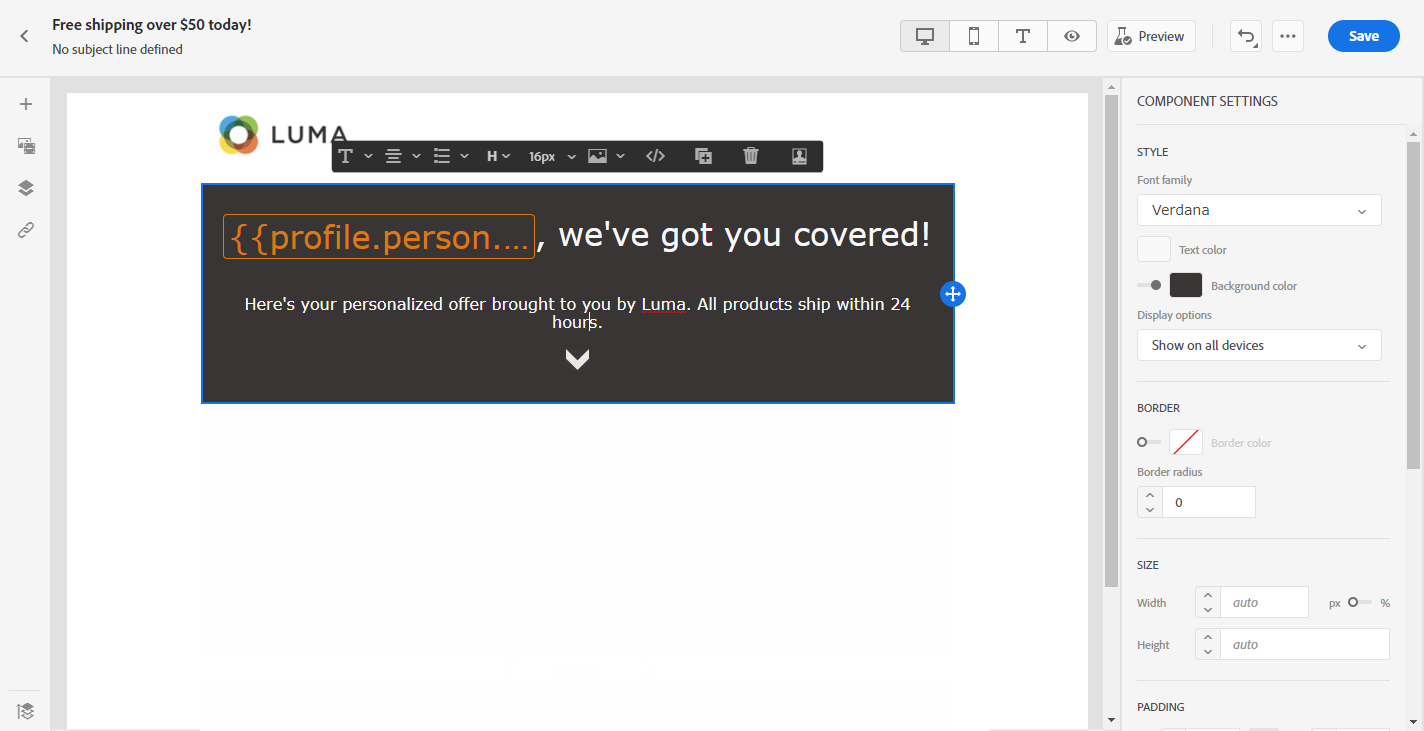 Free shipping over $50 today!
No subject line defined
Preview
Save
LUMA
H
16px
{{profile.person.... , we've got you covered!
Here's your personalized offer brought to you by Luma. All products ship within 24
hours.
COMPONENT SETTINGS
STYLE
Font family
Verdana
Text color
Background color
Display options
Show on all devices
BORDER
Border color
Border radius
0
SIZE
Width auto px %
Height auto
PADDING